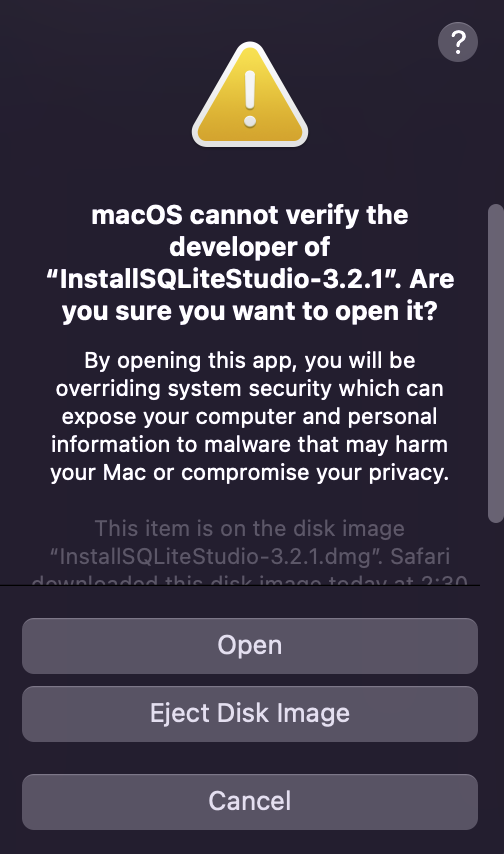 ?
macOS cannot verify the
developer of
“InstallSQLiteStudio-3.2.1”. Are
you sure you want to open it?
By opening this app, you will be
overriding system security which can
expose your computer and personal
information to malware that may harm
your Mac or compromise your privacy.
This item is on the disk image
“InstallSQLiteStudio-3.2.1.dmg”. Safari
downloaded this disk image today at 2:30
Open
Eject Disk Image
Cancel